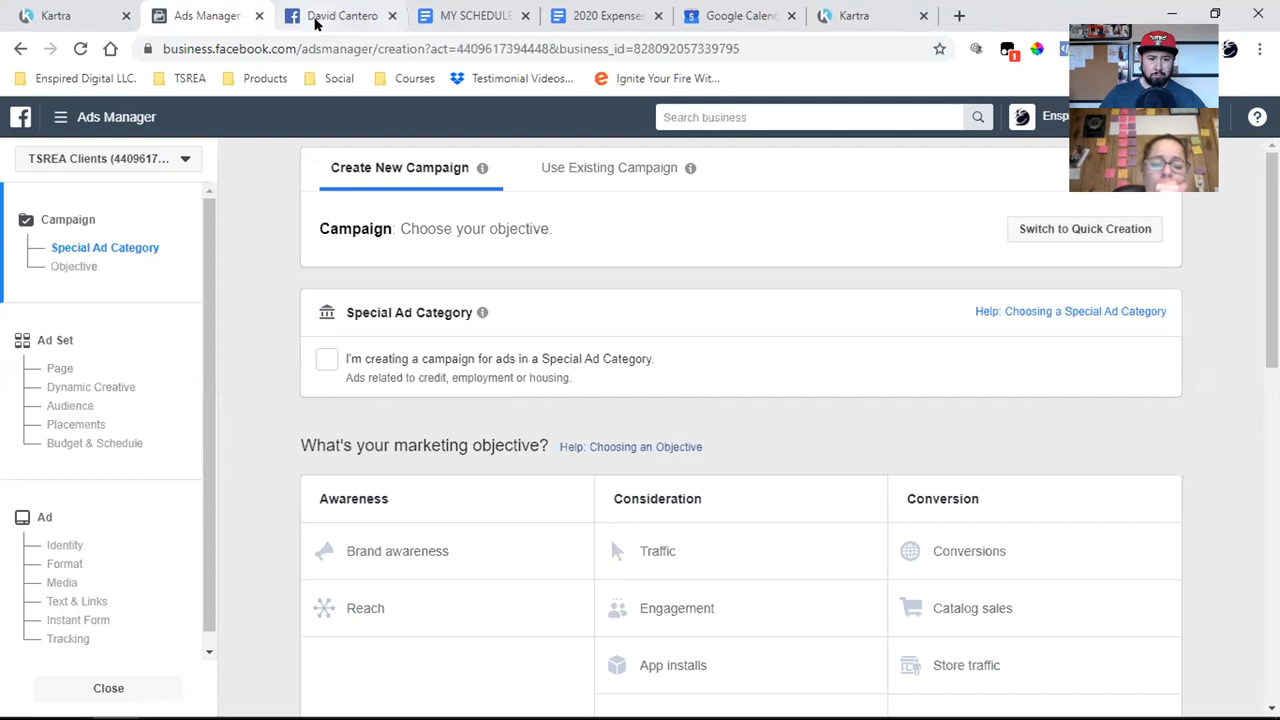 Kartra
Ads Manager
David Cantero
MY SCHEDULE
2020 Expenses
Google Calen
Kartra
business.facebook.com/adsmanager/creation?act=4409617394448&business_id=828092057339795
1
Enspired Digital LLC.
TSREA
Products
Social
Courses
Testimonial Videos...
Ignite Your Fire Wit...
Ads Manager
Search business
Ensp
TSREA Clients (4409617...
Create New Campaign
Use Existing Campaign
Campaign
Special Ad Category
Objective
Campaign: Choose your objective.
Switch to Quick Creation
Special Ad Category
Help: Choosing a Special Ad Category
Ad Set
Page
Dynamic Creative
Audience
Placements
Budget & Schedule
I'm creating a campaign for ads in a Special Ad Category.
Ads related to credit, employment or housing.
What's your marketing objective? Help: Choosing an Objective
Awareness
Consideration
Conversion
Ad
Identity
Format
Media
Text & Links
Instant Form
Tracking
Brand awareness
Traffic
Conversions
Reach
Engagement
Catalog sales
App installs
Store traffic
Close